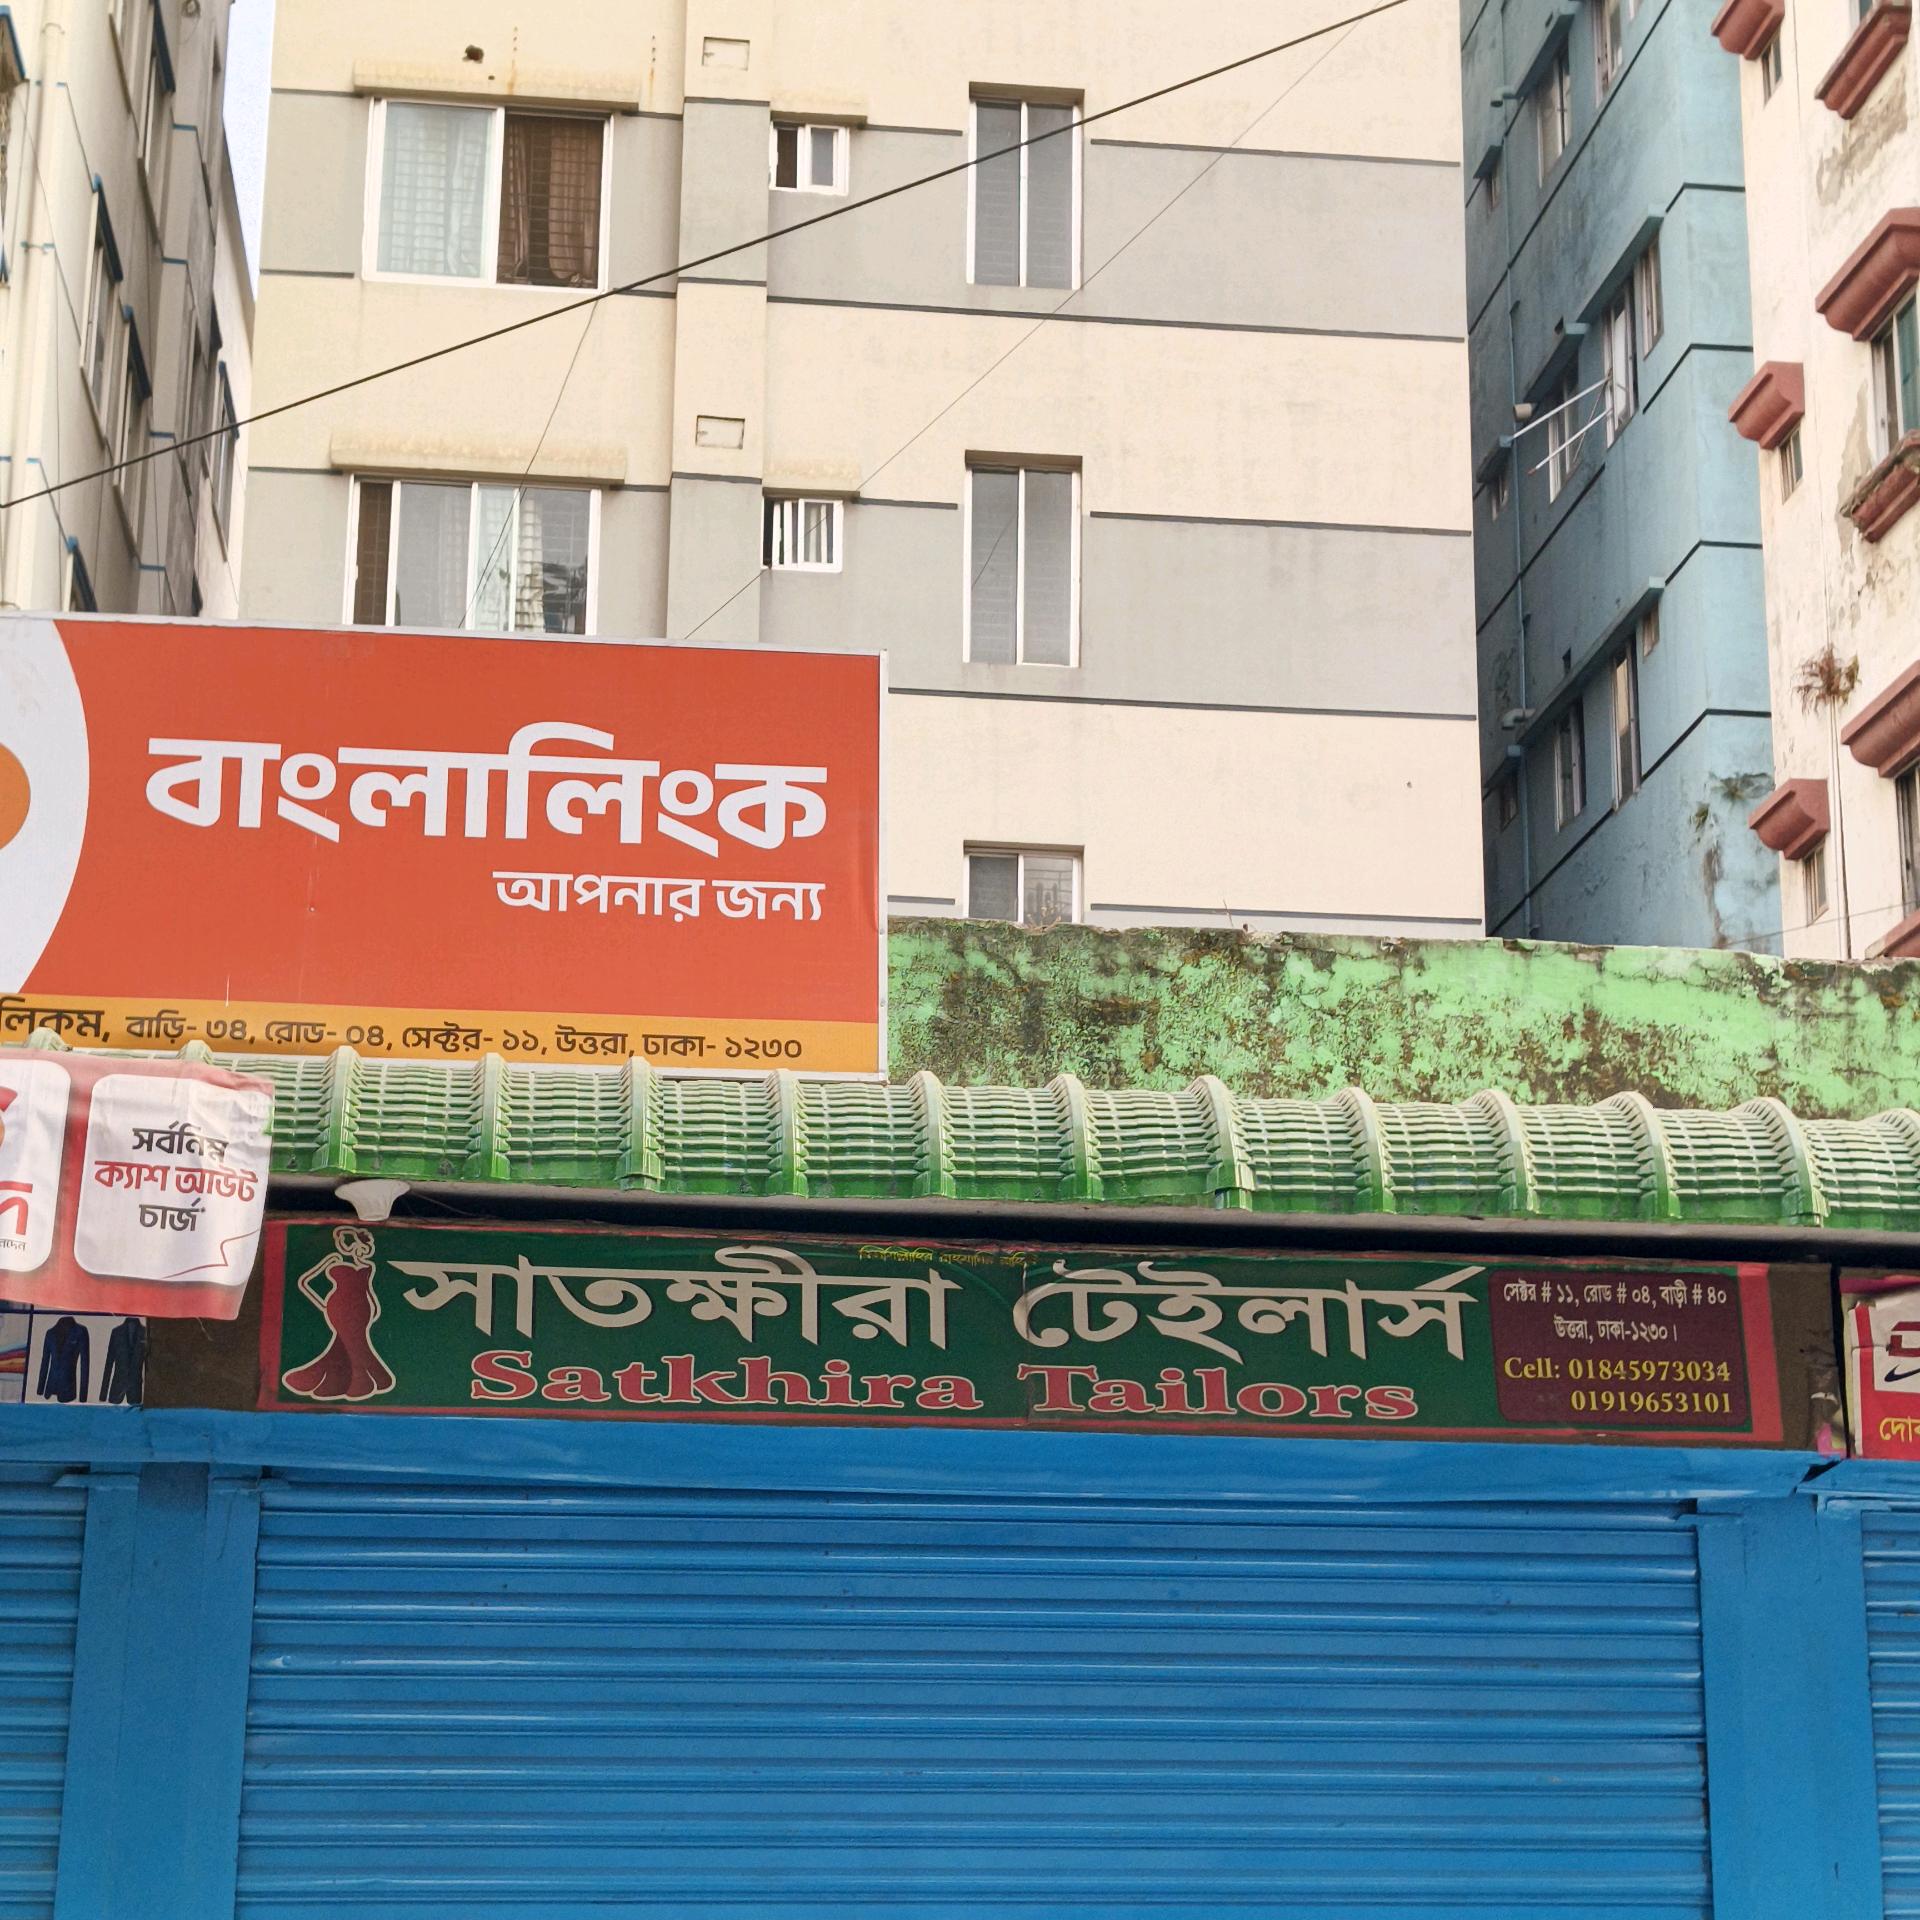 বাংলালিংক
আপনার জন্য
লিকম, বাড়ি- ৩৪, রোড- ০৪, সেক্টর- ১১, উত্তরা, ঢাকা- ১২৩০
সর্বনিম্ন
ক্যাশ আউট
চার্জ
সাতক্ষীরা টেইলার্স
Satkhira Tailors
সেক্টর # ১১, রোড # ০৪, বাড়ী # ৪০
উত্তরা, ঢাকা-১২৩০।
Cell: 01845973034
01919653101